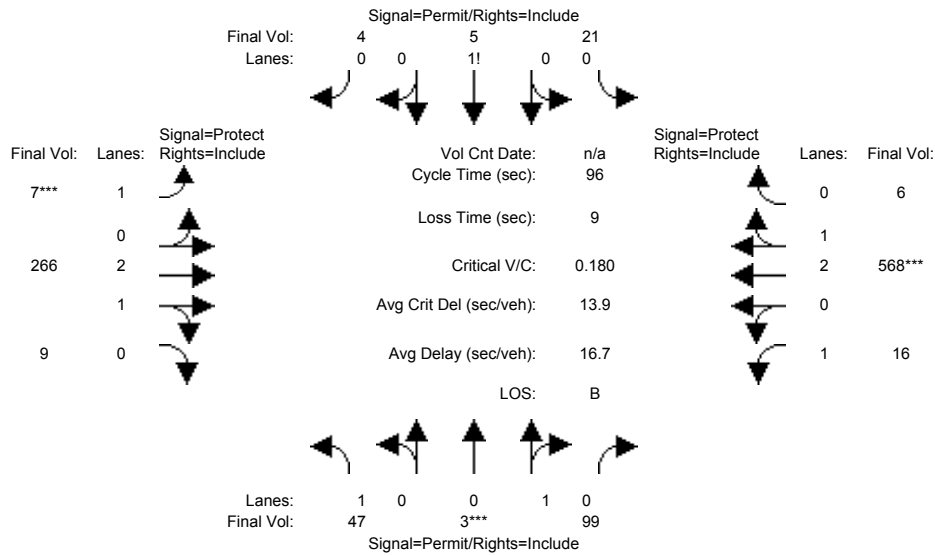 Signal=Permit/Rights=Include
Final Vol: 4 5 21
Lanes: 0 0 1! 0 0
Signal=Protect Signal=Protect
Final Vol: Lanes: Rights=Include Vol Cnt Date: n/a Rights=Include Lanes: Final Vol:
Cycle Time (sec): 96
7*** 1 0 6
Loss Time (sec): 9
0 1
266 2 Critical V/C: 0.180 2 568***
1 Avg Crit Del (sec/veh): 13.9 0
9 0 Avg Delay (sec/veh): 16.7 1 16
LOS: B
Lanes: 1 0 0 1 0
Final Vol: 47 3*** 99
Signal=Permit/Rights=Include